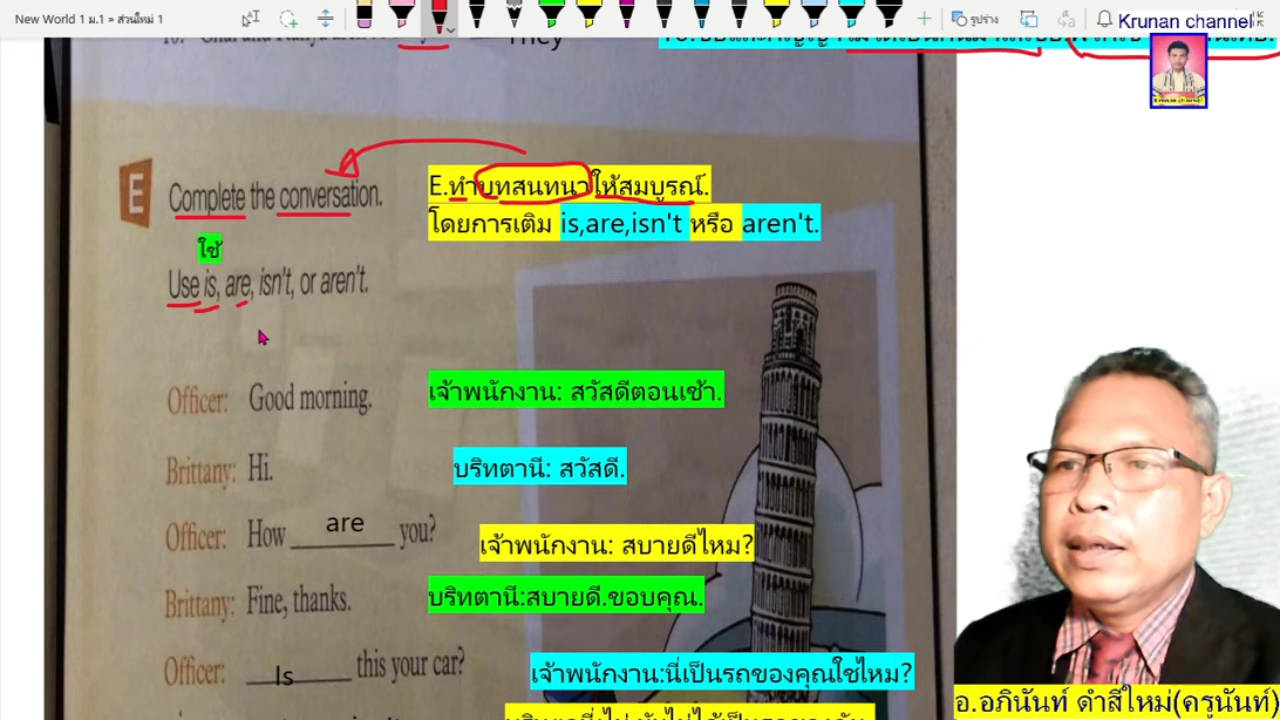 New World 1 ม.1 » ส่วนใหม่ 1
รูปร่าง
Krunan channel
They
E
Complete the conversation.
E.ทำบทสนทนาให้สมบูรณ์.
โดยการเติม is,are,isn't หรือ aren't.
ใช้
Use is, are, isn't, or aren't.
Officer: Good morning.
เจ้าพนักงาน: สวัสดีตอนเช้า.
Brittany: Hi.
บริทตานี: สวัสดี.
Officer: How are you?
เจ้าพนักงาน: สบายดีไหม?
Brittany: Fine, thanks.
บริทตานี:สบายดี.ขอบคุณ.
Officer: Is this your car?
เจ้าพนักงาน:นี่เป็นรถของคุณใช่ไหม?
อ.อภินันท์ ดำสีใหม่(ครูนันท์)